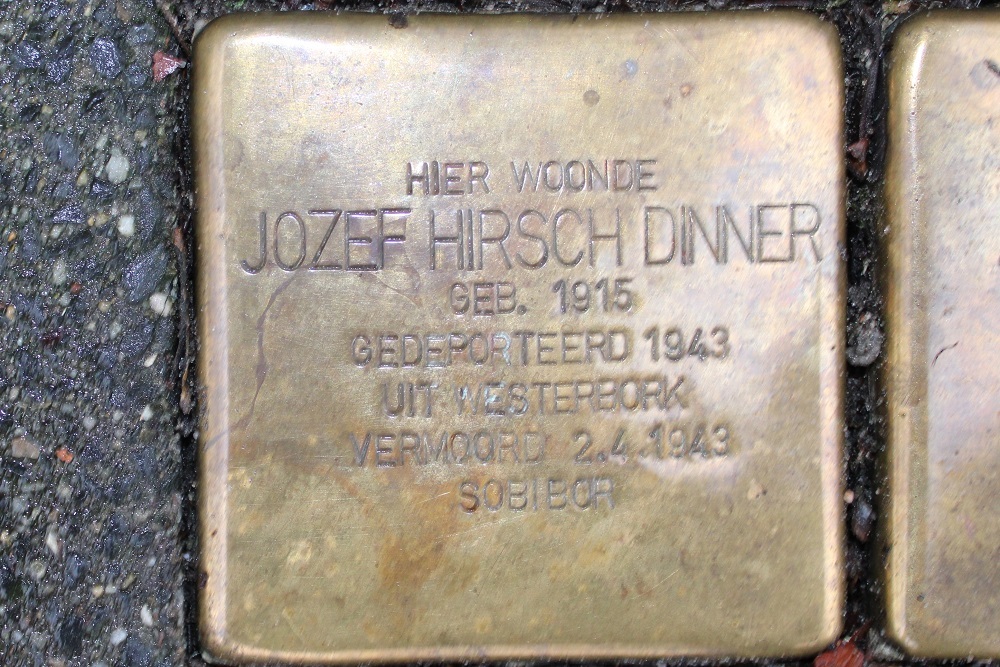 HIER WOONDE
JOZEF HIRSCH DINNER
GEB. 1915
GEDEPORTEERD 1943
UIT WESTERBORK
VERMOORD 2.4.1943
SOBIBOR